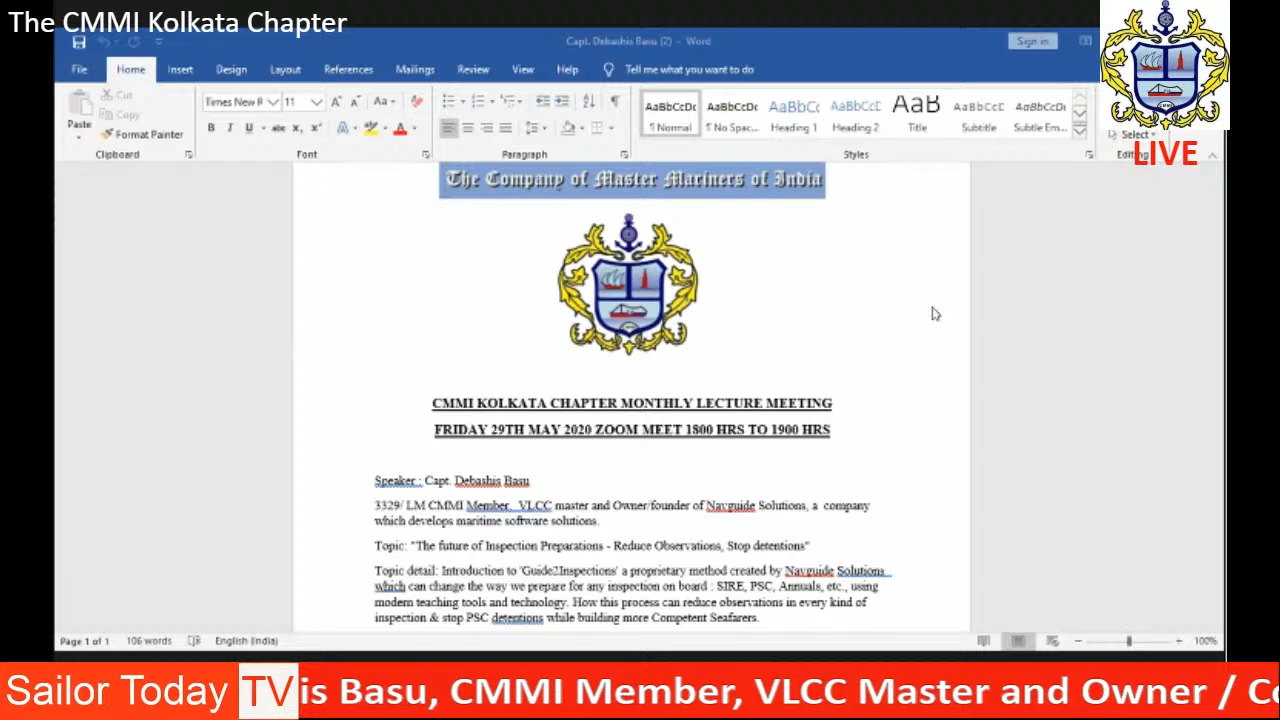 The CMMI Kolkata Chapter
Capt. Debashis Basu (2) - Word
Sign in
File Home Insert Design Layout References Mailings Review View Help Tell me what you want to do
Paste
Cut
Copy
Format Painter
Clipboard
Times New R 11
Font
Paragraph
AaBbCcDc AaBbCcDc AaBbCc AaBbCcD AaB AaBbCcD AaBbCcDc
¶ Normal ¶ No Spac... Heading 1 Heading 2 Title Subtitle Subtle Em...
Styles
Select
LIVE
The Company of Master Mariners of India
CMMI KOLKATA CHAPTER MONTHLY LECTURE MEETING
FRIDAY 29TH MAY 2020 ZOOM MEET 1800 HRS TO 1900 HRS
Speaker : Capt. Debashis Basu
3329/ LM CMMI Member, VLCC master and Owner/founder of Navguide Solutions, a company
which develops maritime software solutions.
Topic: "The future of Inspection Preparations - Reduce Observations, Stop detentions"
Topic detail: Introduction to 'Guide2Inspections' a proprietary method created by Navguide Solutions
which can change the way we prepare for any inspection on board : SIRE, PSC, Annuals, etc., using
modern teaching tools and technology. How this process can reduce observations in every kind of
inspection & stop PSC detentions while building more Competent Seafarers.
Page 1 of 1 106 words English (India) 100%
Sailor Today TV
is Basu, CMMI Member, VLCC Master and Owner / Co